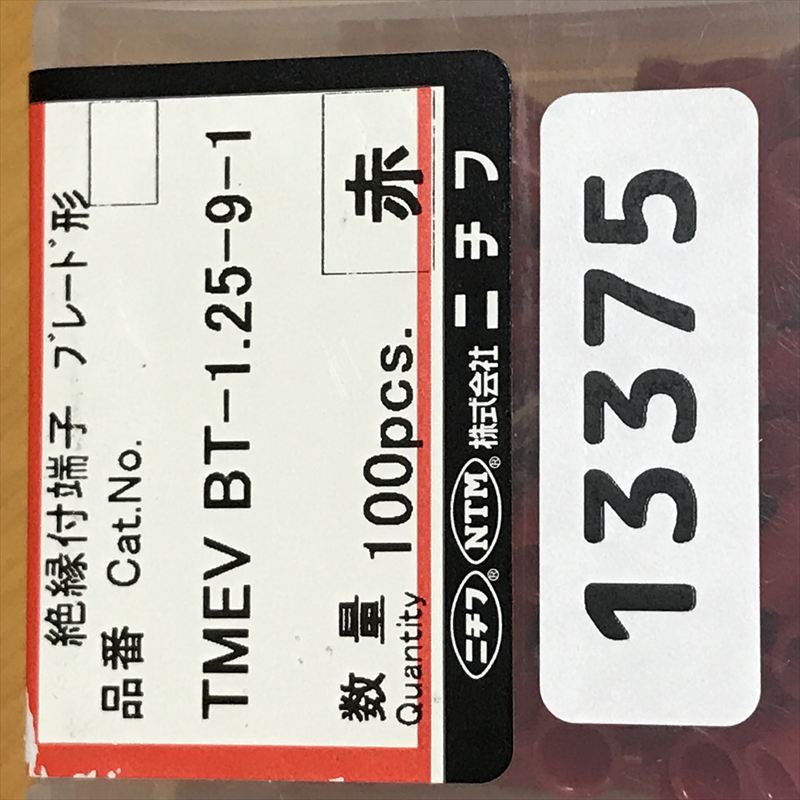 絶縁付端子 ブレード形
品番 Cat.No.
TMEV BT-1.25-9-1
数量 Quantity 100pcs. 赤
ニチフ® NTM® 株式会社 ニチフ
13375